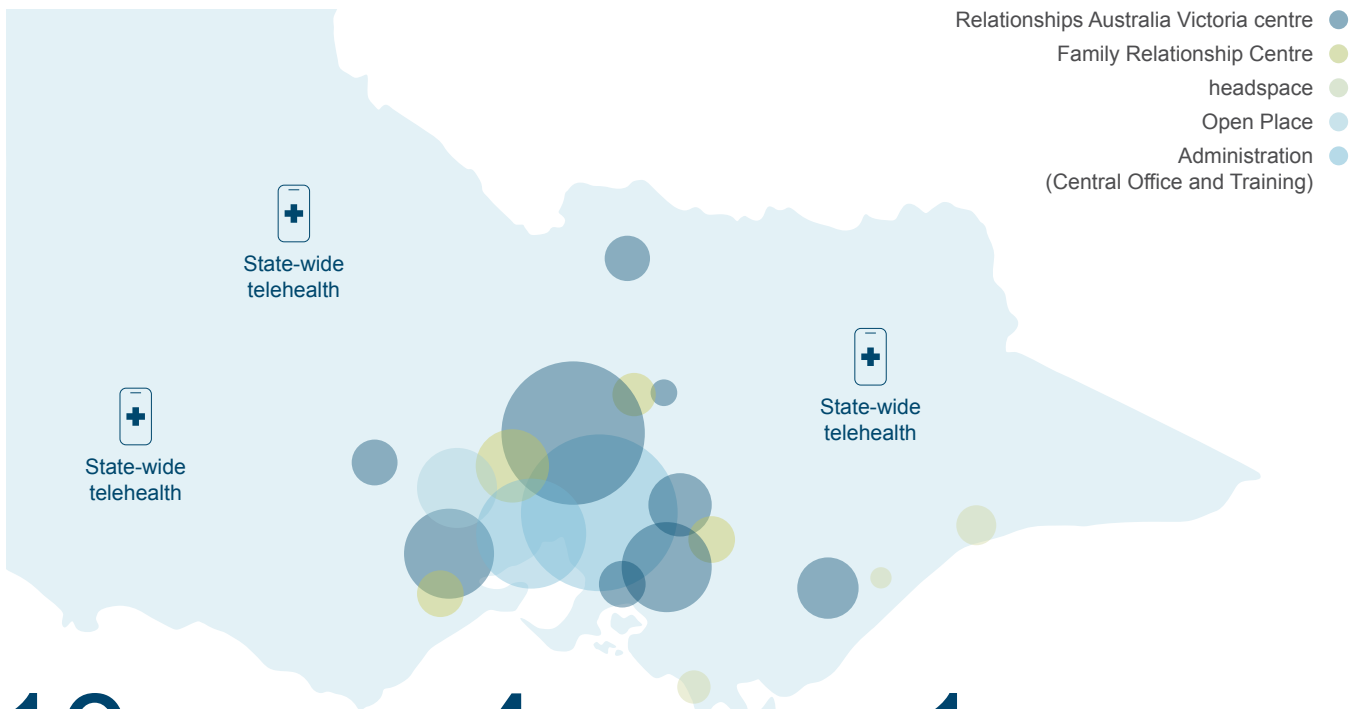 Relationships Australia Victoria centre
Family Relationship Centre
headspace
Open Place
Administration
(Central Office and Training)
State-wide
telehealth
State-wide
telehealth
State-wide
telehealth